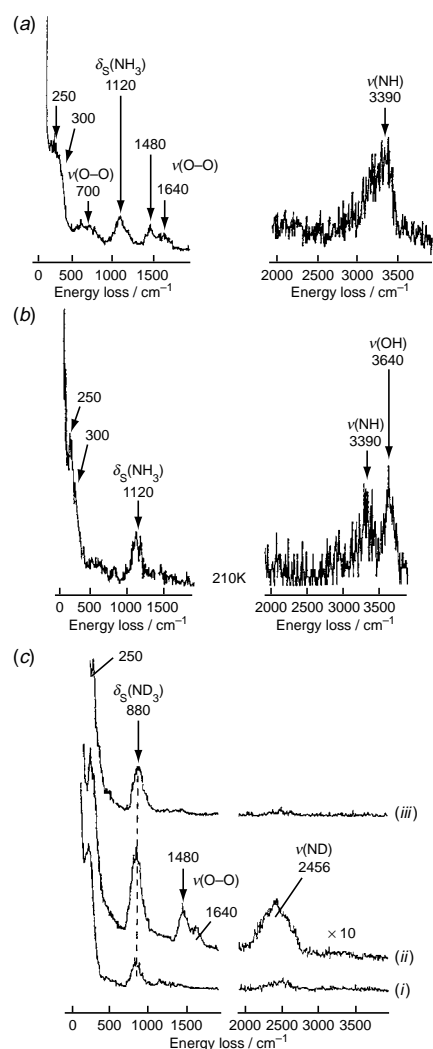 (a)
δS(NH3)
1120
250
300
ν(O–O)
700
1480
ν(O–O)
1640
0 500 1000 1500
Energy loss / cm–1
ν(NH)
3390
2000 2500 3000 3500
Energy loss / cm–1
(b)
250
300
δS(NH3)
1120
0 500 1000 1500
Energy loss / cm–1
210K
ν(OH)
3640
ν(NH)
3390
2000 2500 3000 3500
Energy loss / cm–1
(c)
250
δS(ND3)
880
(iii)
1480
ν(O–O)
1640
ν(ND)
2456
× 10
(ii)
(i)
0 500 1000 1500 2000 2500 3000 3500
Energy loss / cm–1